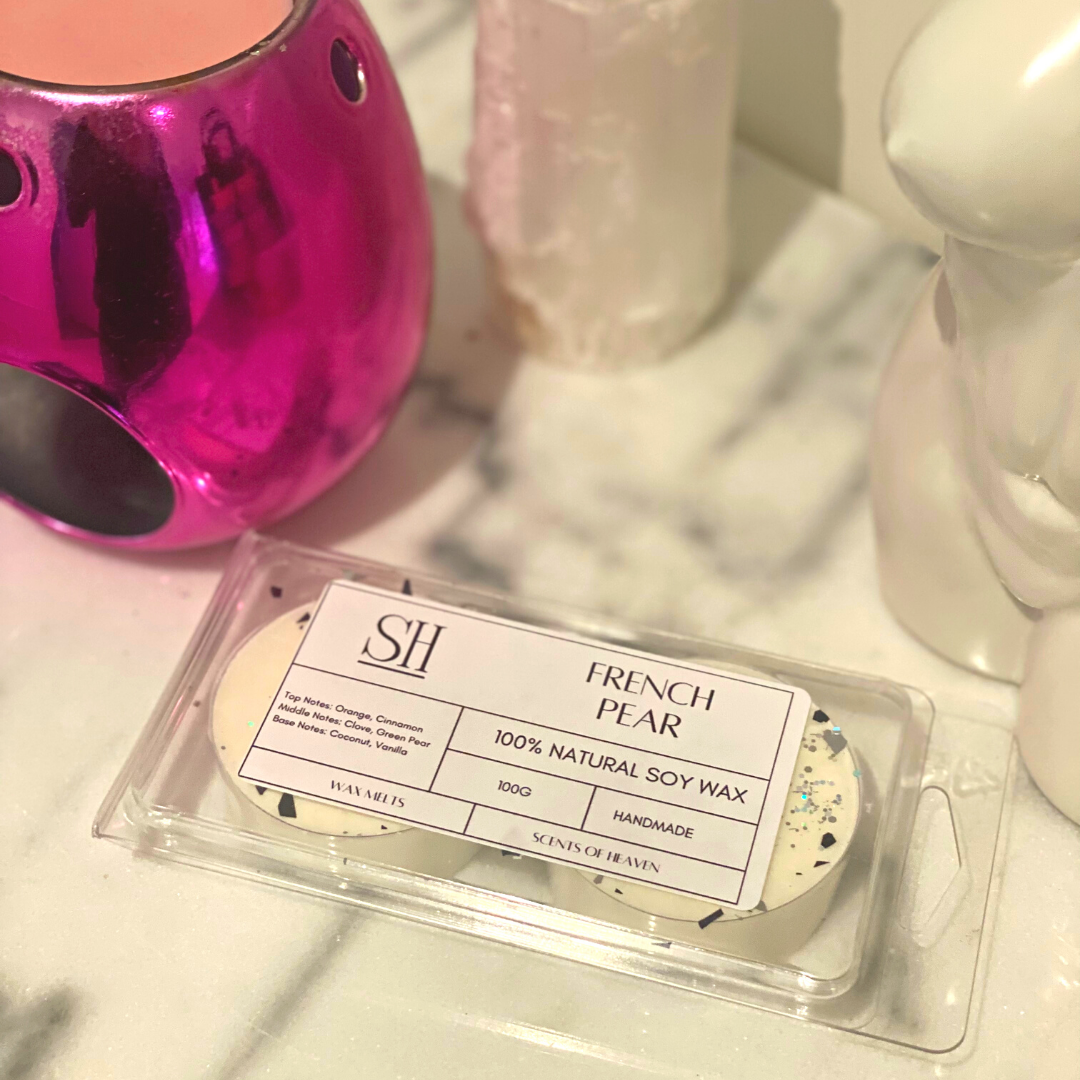 SH
FRENCH
PEAR
Top Notes: Orange, Cinnamon
Middle Notes: Clove, Green Pear
Base Notes: Coconut, Vanilla
100% NATURAL SOY WAX
100G
HANDMADE
WAX MELTS
SCENTS OF HEAVEN